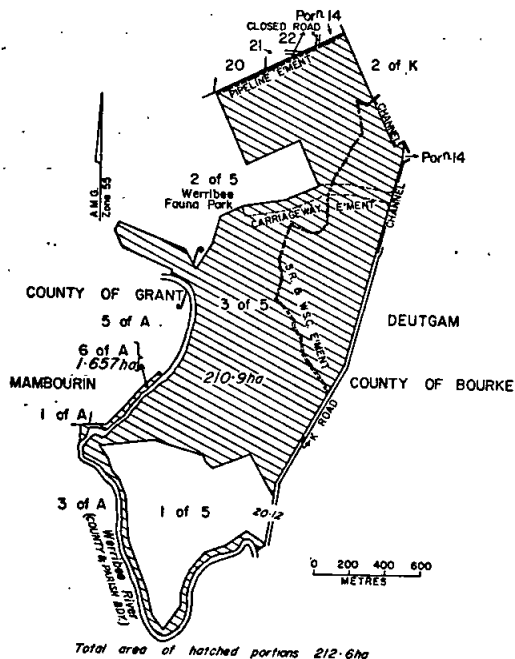 Porⁿ 14
CLOSED ROAD
22
21
20
PIPELINE E'MENT
2 of K
CHANNEL
Porⁿ 14
A.M.G.
Zone 55
2 of 5
Werribee
Fauna Park
CARRIAGEWAY E'MENT
CHANNEL
S.R. & W.S.C. E'MENT
COUNTY OF GRANT
3 of 5
5 of A
DEUTGAM
6 of A
1·657ha
210·9ha
COUNTY OF BOURKE
MAMBOURIN
K ROAD
1 of A
3 of A
1 of 5
20·12
Werribee River
(COUNTY & PARISH BDY.)
0 200 400 600
METRES
Total area of hatched portions 212·6ha